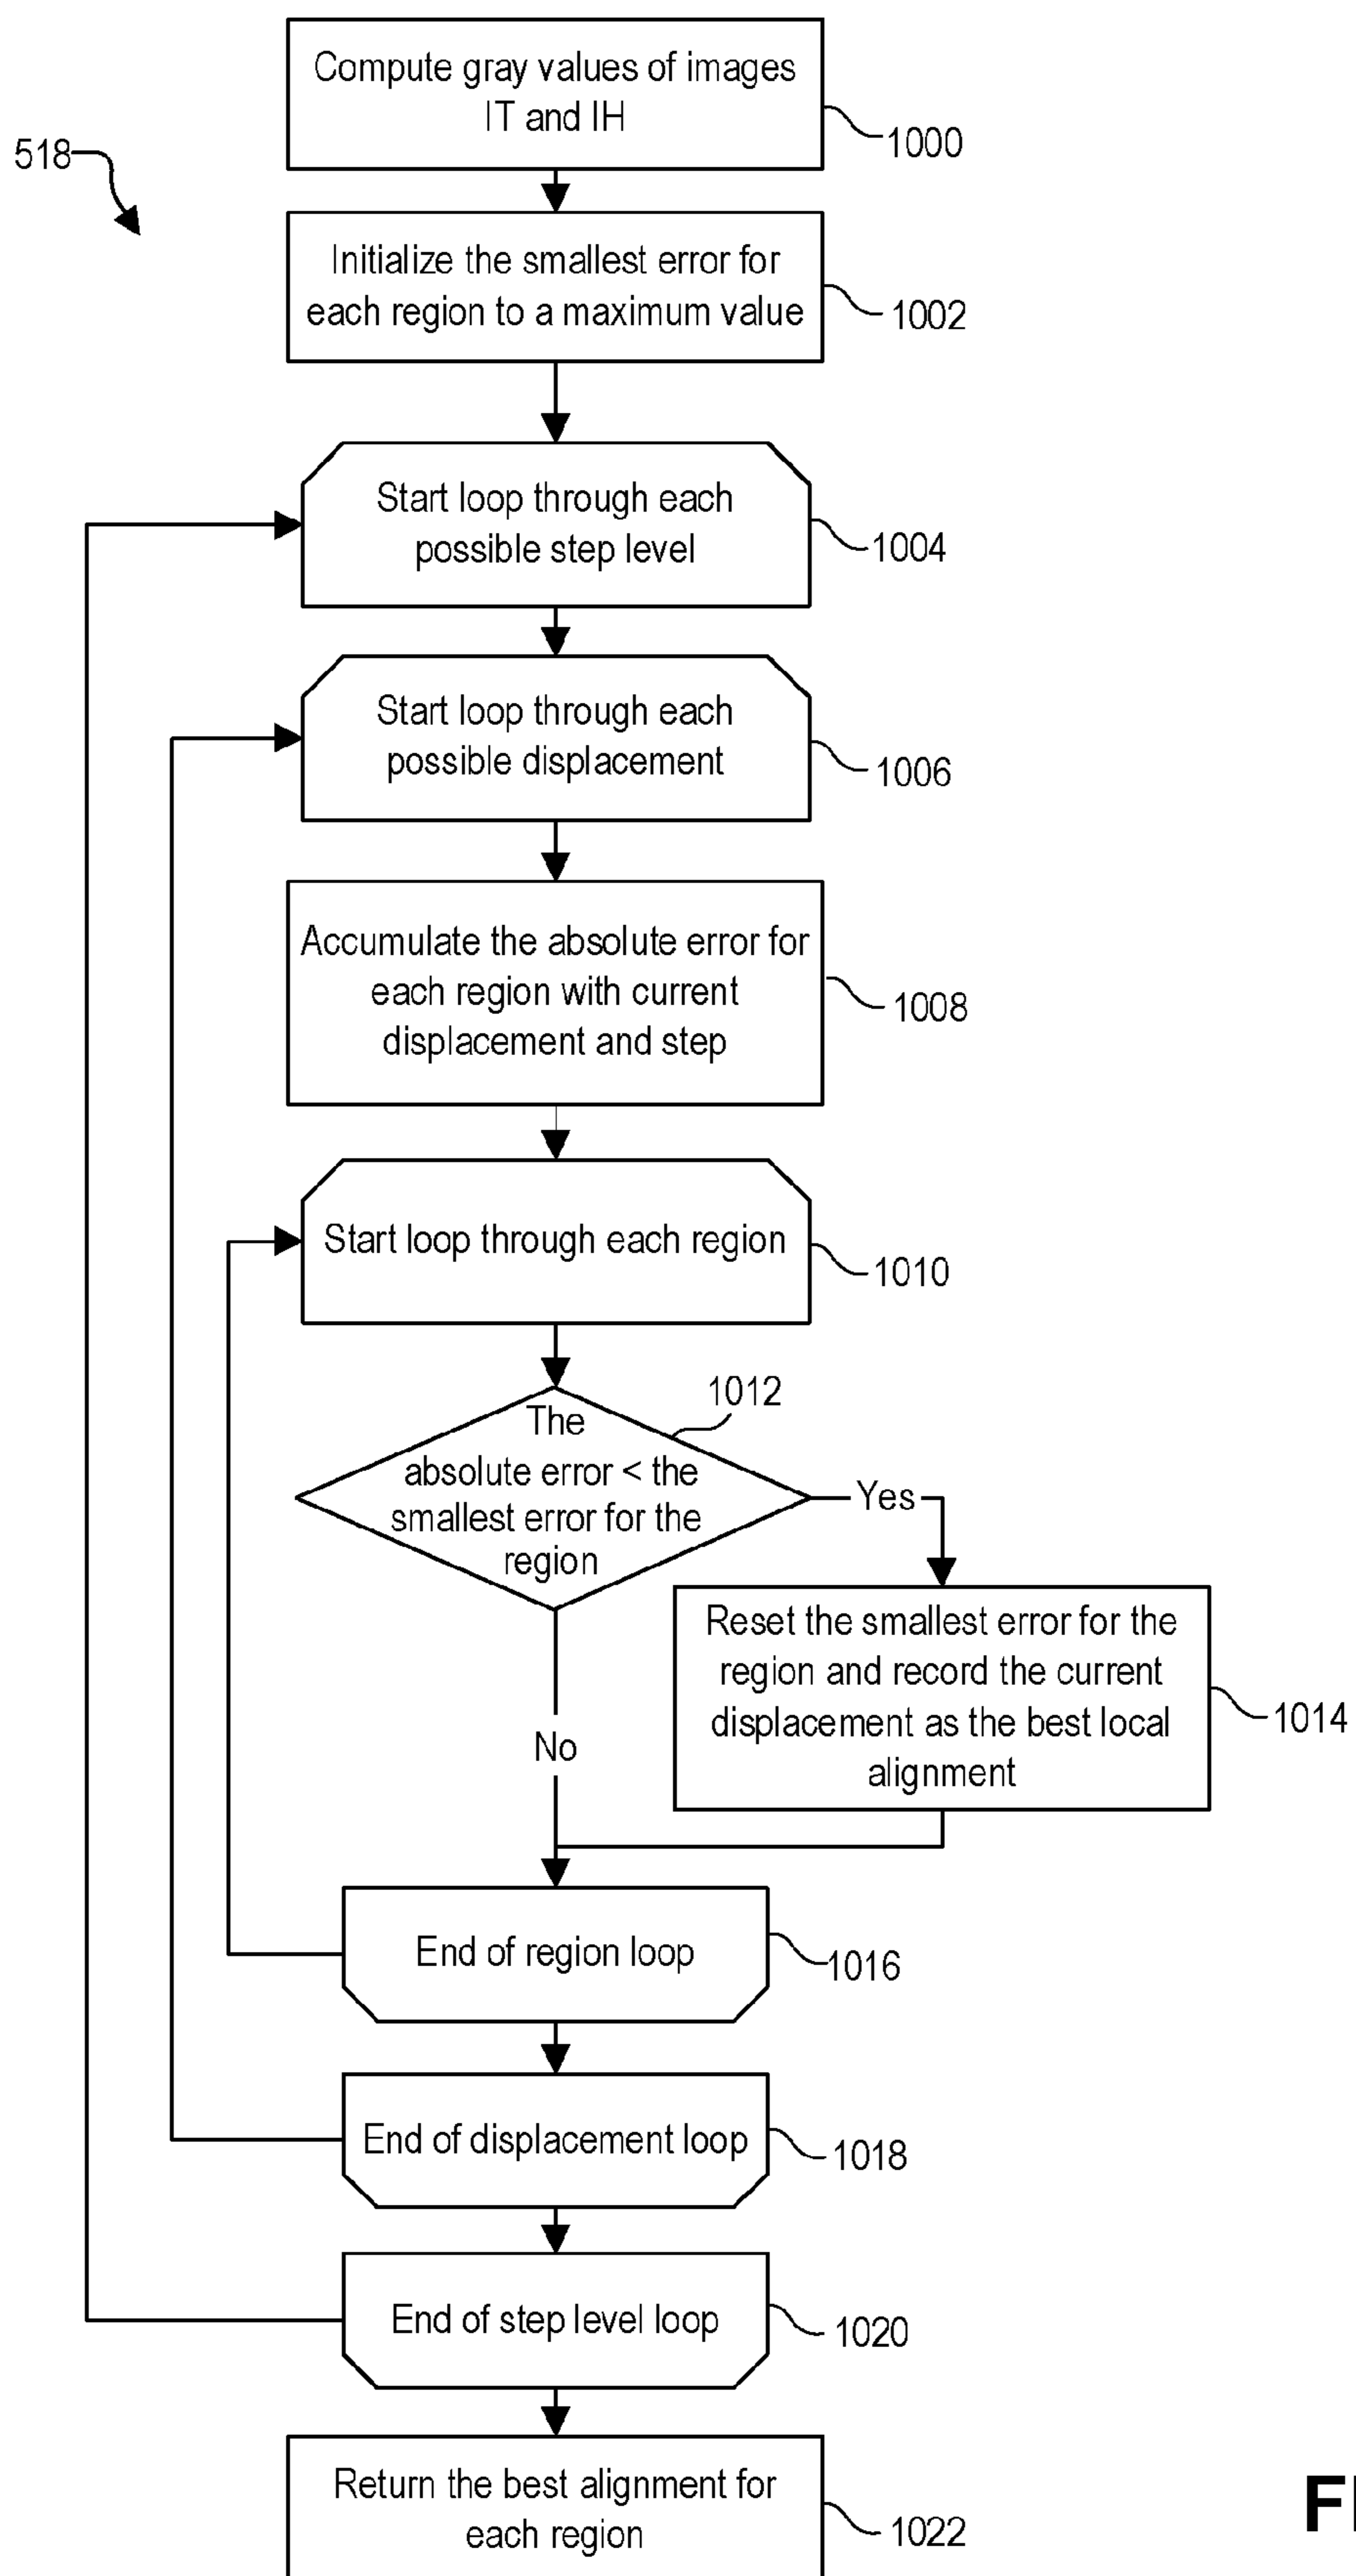 Compute gray values of images
IT and IH
1000
518
Initialize the smallest error for
each region to a maximum value
1002
Start loop through each
possible step level
1004
Start loop through each
possible displacement
1006
Accumulate the absolute error for
each region with current
displacement and step
1008
Start loop through each region
1010
1012
The
absolute error < the
smallest error for the
region
Yes
Reset the smallest error for the
region and record the current
displacement as the best local
alignment
1014
No
End of region loop
1016
End of displacement loop
1018
End of step level loop
1020
Return the best alignment for
each region
1022